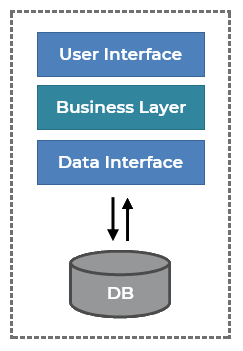 User Interface
Business Layer
Data Interface
DB